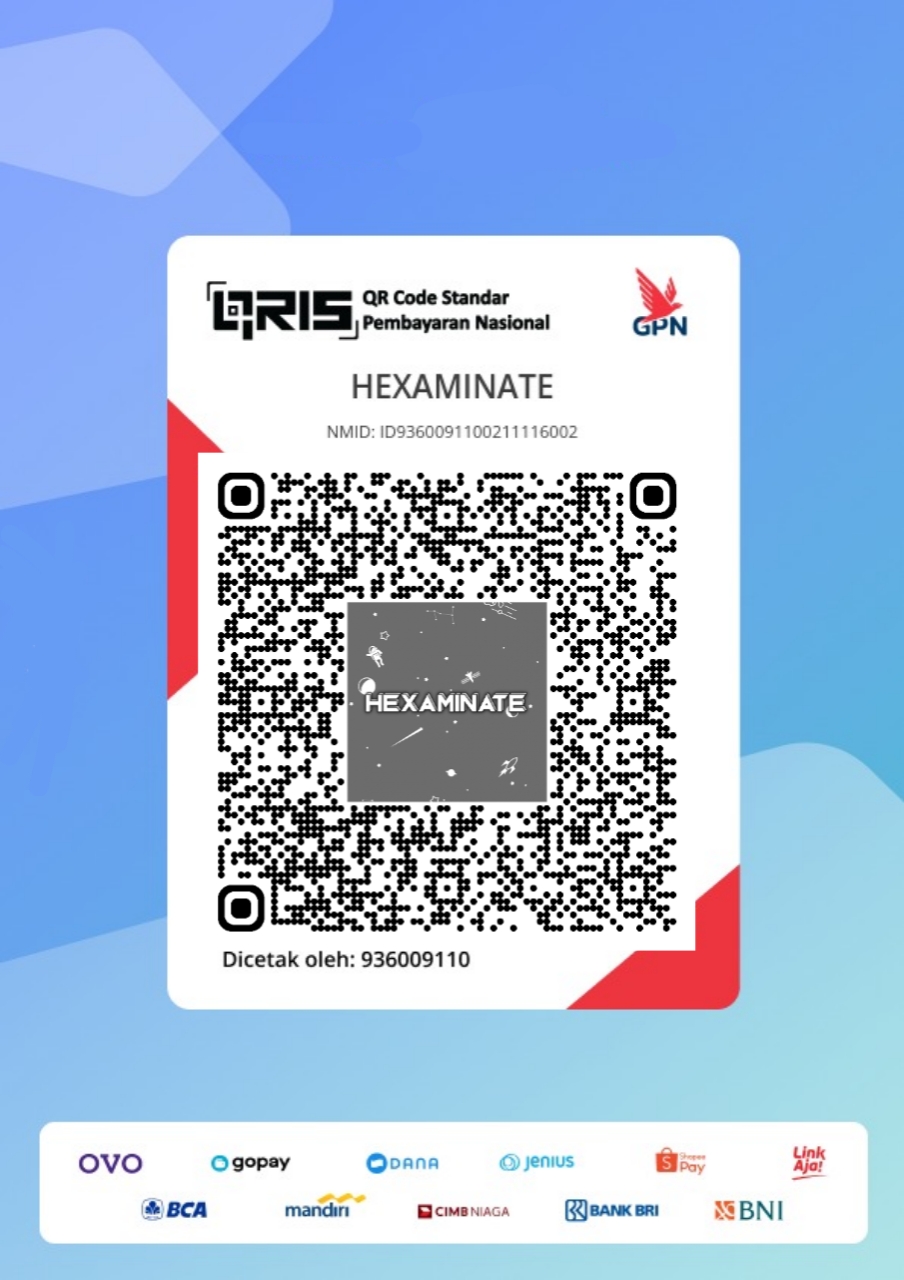 QRIS QR Code Standar
Pembayaran Nasional
GPN
HEXAMINATE
NMID: ID9360091100211116002
HEXAMINATE
Dicetak oleh: 936009110
OVO gopay DANA Jenius Shopee Pay Link Aja!
BCA mandiri CIMB NIAGA BANK BRI BNI